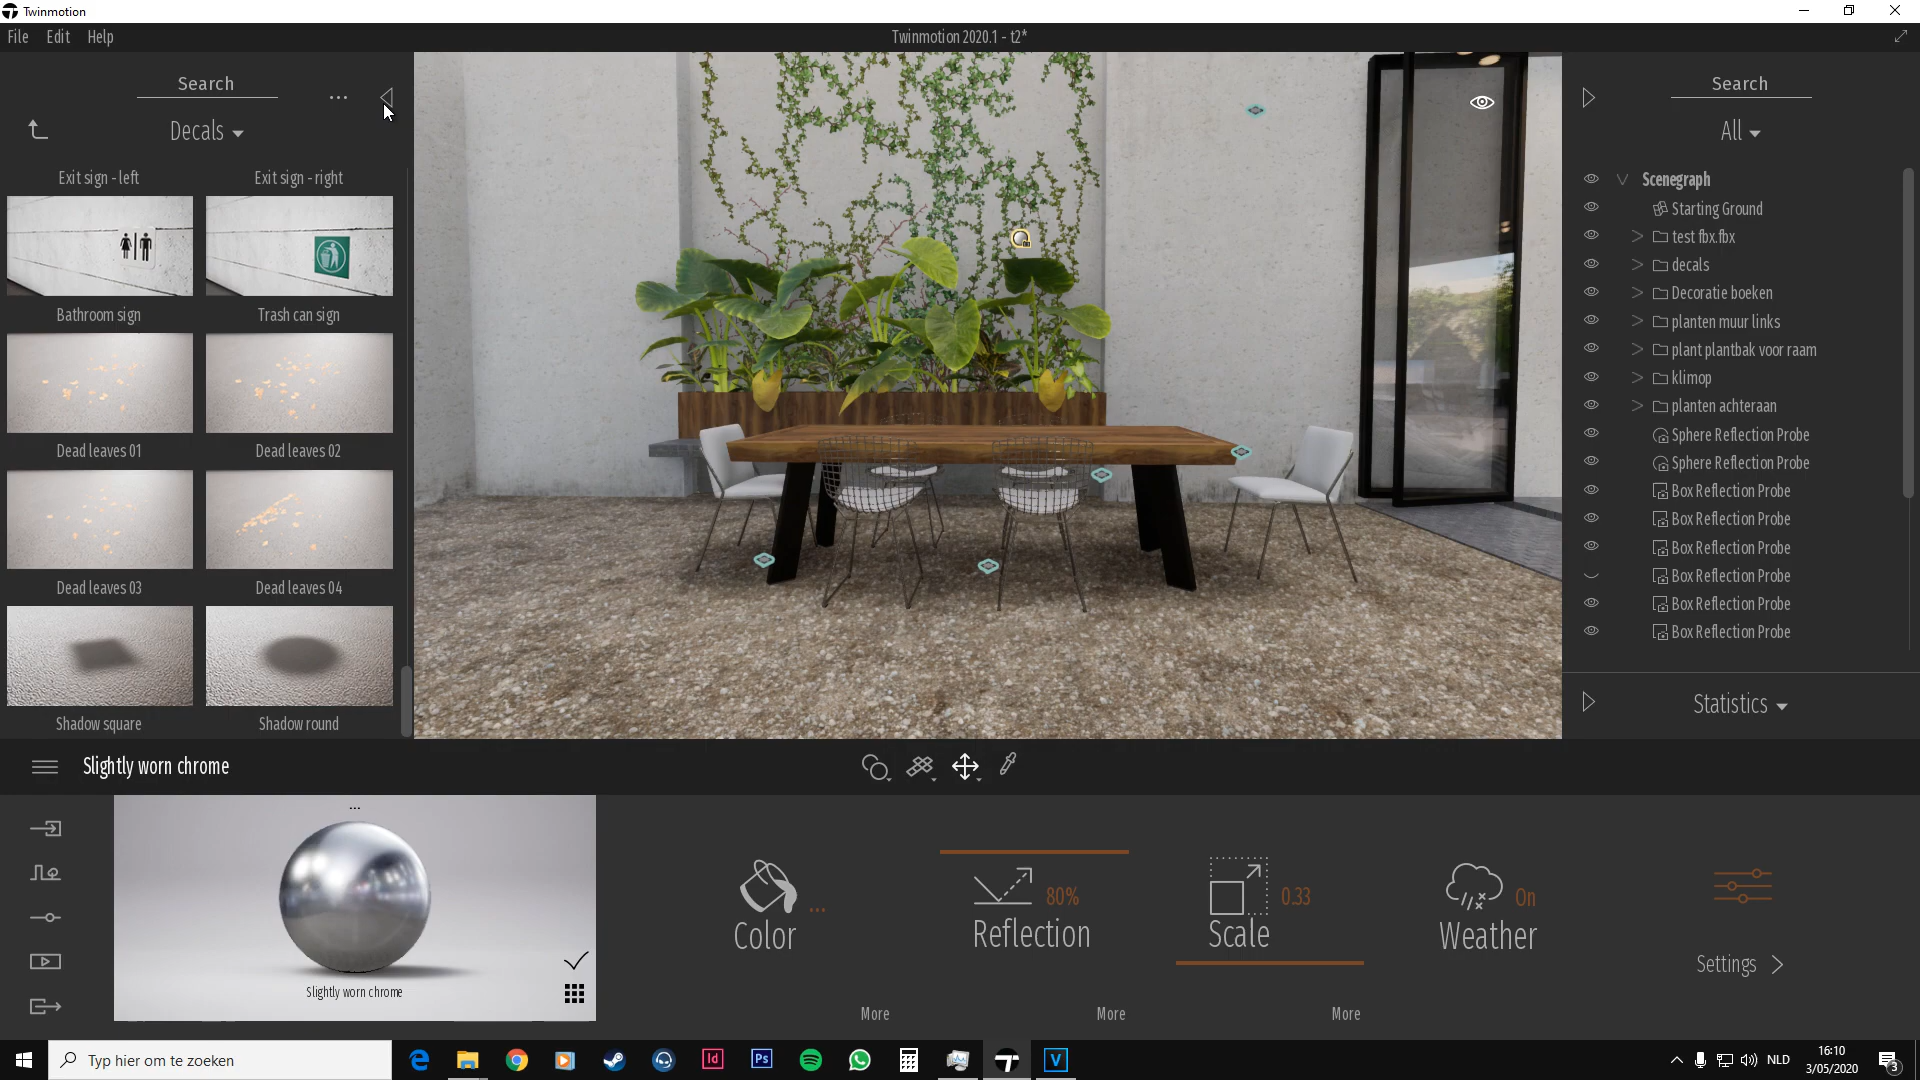 Twinmotion
File Edit Help
Twinmotion 2020.1 - t2*
Search
...
Decals
Exit sign - left
Exit sign - right
Bathroom sign
Trash can sign
Dead leaves 01
Dead leaves 02
Dead leaves 03
Dead leaves 04
Shadow square
Shadow round
Search
All
Scenegraph
Starting Ground
test fbx.fbx
decals
Decoratie boeken
planten muur links
plant plantbak voor raam
klimop
planten achteraan
Sphere Reflection Probe
Sphere Reflection Probe
Box Reflection Probe
Box Reflection Probe
Box Reflection Probe
Box Reflection Probe
Box Reflection Probe
Box Reflection Probe
Statistics
Slightly worn chrome
...
Slightly worn chrome
Color ...
More
Reflection 80%
More
Scale 0.33
More
Weather On
Settings
Typ hier om te zoeken
Id
Ps
V
NLD
16:10
3/05/2020
3